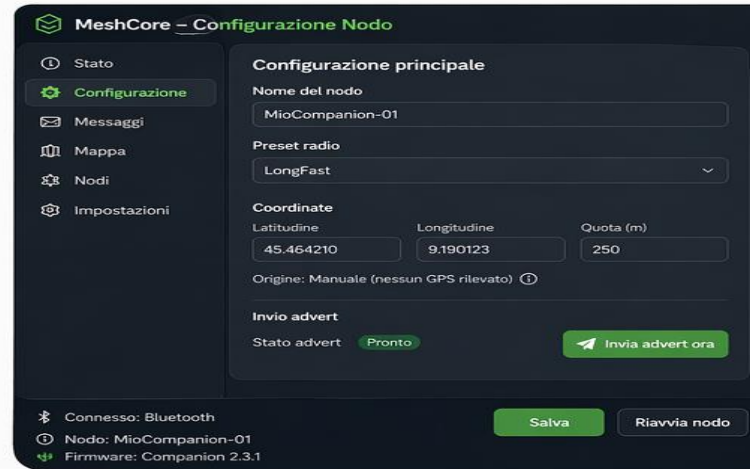 MeshCore – Configurazione Nodo
Stato
Configurazione
Messaggi
Mappa
Nodi
Impostazioni
Configurazione principale
Nome del nodo
MioCompanion-01
Preset radio
LongFast
Coordinate
Latitudine Longitudine Quota (m)
45.464210 9.190123 250
Origine: Manuale (nessun GPS rilevato)
Invio advert
Stato advert Pronto Invia advert ora
Connesso: Bluetooth
Nodo: MioCompanion-01
Firmware: Companion 2.3.1
Salva Riavvia nodo